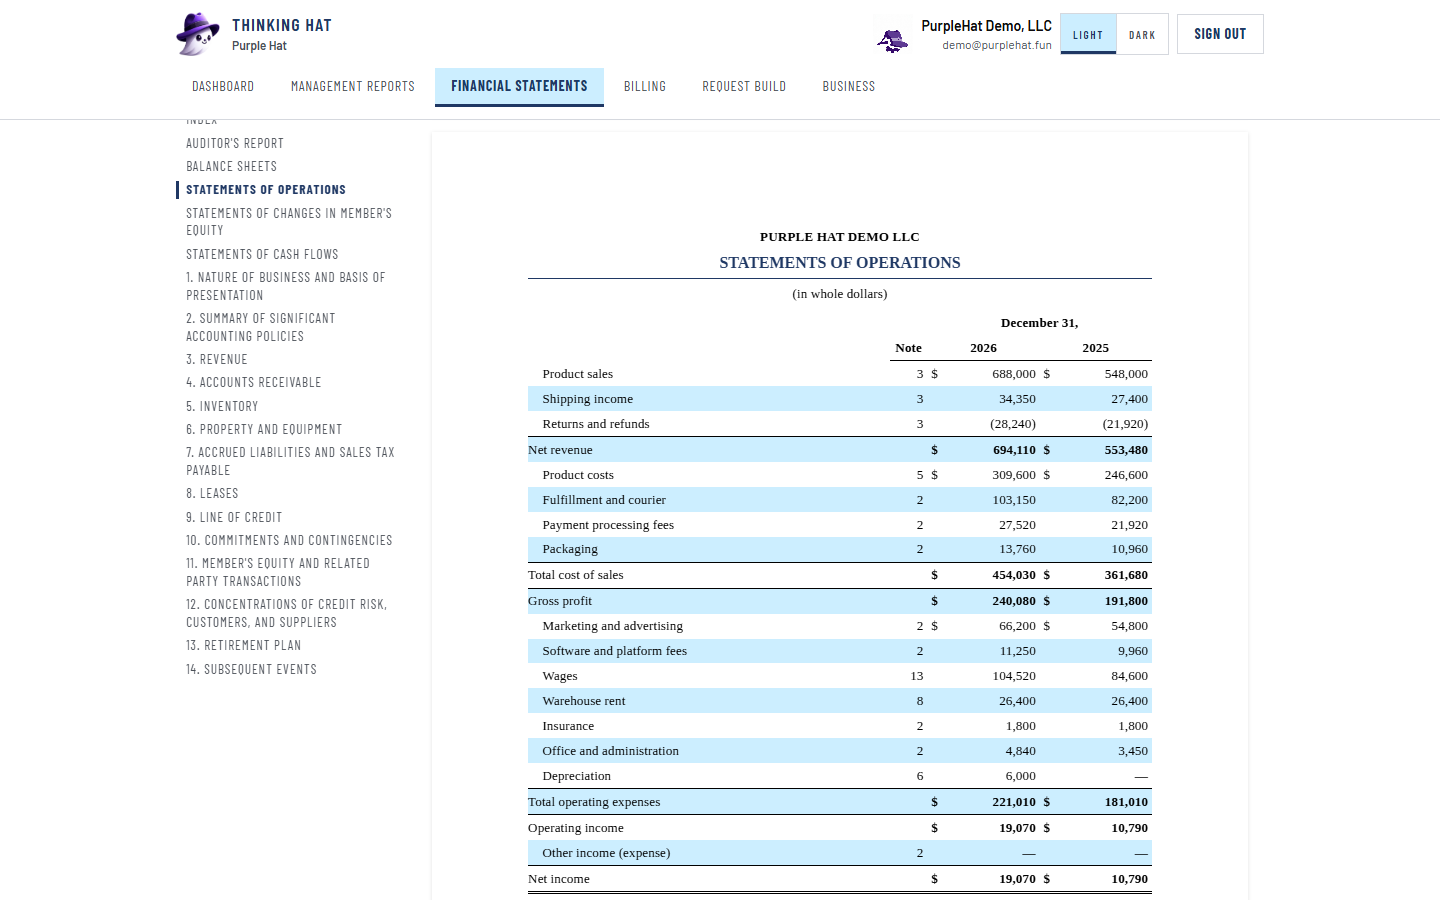 THINKING HAT
Purple Hat
PurpleHat Demo, LLC
demo@purplehat.fun
LIGHT
DARK
SIGN OUT
DASHBOARD
MANAGEMENT REPORTS
FINANCIAL STATEMENTS
BILLING
REQUEST BUILD
BUSINESS
INDEX
AUDITOR'S REPORT
BALANCE SHEETS
STATEMENTS OF OPERATIONS
STATEMENTS OF CHANGES IN MEMBER'S
EQUITY
STATEMENTS OF CASH FLOWS
1. NATURE OF BUSINESS AND BASIS OF
PRESENTATION
2. SUMMARY OF SIGNIFICANT
ACCOUNTING POLICIES
3. REVENUE
4. ACCOUNTS RECEIVABLE
5. INVENTORY
6. PROPERTY AND EQUIPMENT
7. ACCRUED LIABILITIES AND SALES TAX
PAYABLE
8. LEASES
9. LINE OF CREDIT
10. COMMITMENTS AND CONTINGENCIES
11. MEMBER'S EQUITY AND RELATED
PARTY TRANSACTIONS
12. CONCENTRATIONS OF CREDIT RISK,
CUSTOMERS, AND SUPPLIERS
13. RETIREMENT PLAN
14. SUBSEQUENT EVENTS
PURPLE HAT DEMO LLC
STATEMENTS OF OPERATIONS
(in whole dollars)
December 31,
Note 2026 2025
Product sales 3 $ 688,000 $ 548,000
Shipping income 3 34,350 27,400
Returns and refunds 3 (28,240) (21,920)
Net revenue $ 694,110 $ 553,480
Product costs 5 $ 309,600 $ 246,600
Fulfillment and courier 2 103,150 82,200
Payment processing fees 2 27,520 21,920
Packaging 2 13,760 10,960
Total cost of sales $ 454,030 $ 361,680
Gross profit $ 240,080 $ 191,800
Marketing and advertising 2 $ 66,200 $ 54,800
Software and platform fees 2 11,250 9,960
Wages 13 104,520 84,600
Warehouse rent 8 26,400 26,400
Insurance 2 1,800 1,800
Office and administration 2 4,840 3,450
Depreciation 6 6,000 —
Total operating expenses $ 221,010 $ 181,010
Operating income $ 19,070 $ 10,790
Other income (expense) 2 — —
Net income $ 19,070 $ 10,790